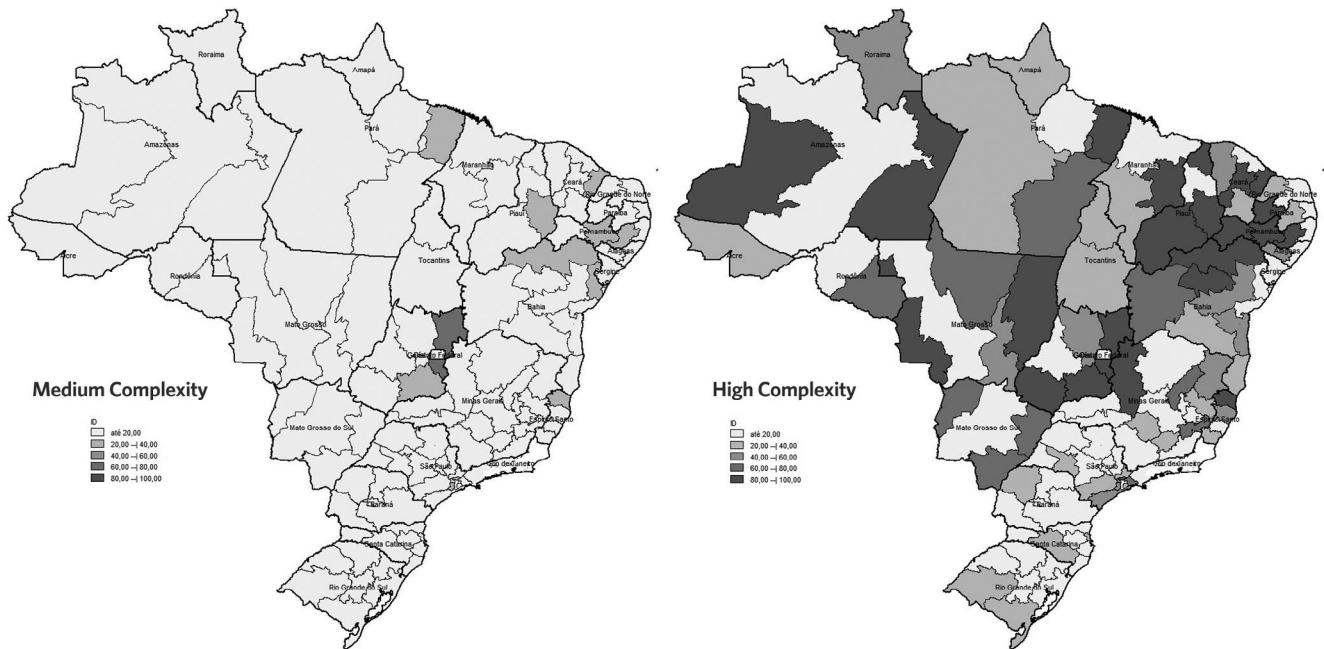 Roraima
Amapá
Pará
Amazonas
Maranhão
Ceará
Rio Grande do Norte
Paraíba
Piauí
Pernambuco
Alagoas
Acre
Tocantins
Sergipe
Rondônia
Bahia
Mato Grosso
Distrito Federal
Medium Complexity
Minas Gerais
Espírito Santo
ID
até 20,00
20,00 --| 40,00
40,00 --| 60,00
60,00 --| 80,00
80,00 --| 100,00
Mato Grosso do Sul
São Paulo
Rio de Janeiro
Paraná
Santa Catarina
Rio Grande do Sul
Roraima
Amapá
Pará
Amazonas
Maranhão
Ceará
Rio Grande do Norte
Paraíba
Piauí
Pernambuco
Alagoas
Acre
Tocantins
Sergipe
Rondônia
Bahia
Mato Grosso
Distrito Federal
High Complexity
Minas Gerais
Espírito Santo
ID
até 20,00
20,00 --| 40,00
40,00 --| 60,00
60,00 --| 80,00
80,00 --| 100,00
Mato Grosso do Sul
São Paulo
Rio de Janeiro
Paraná
Santa Catarina
Rio Grande do Sul